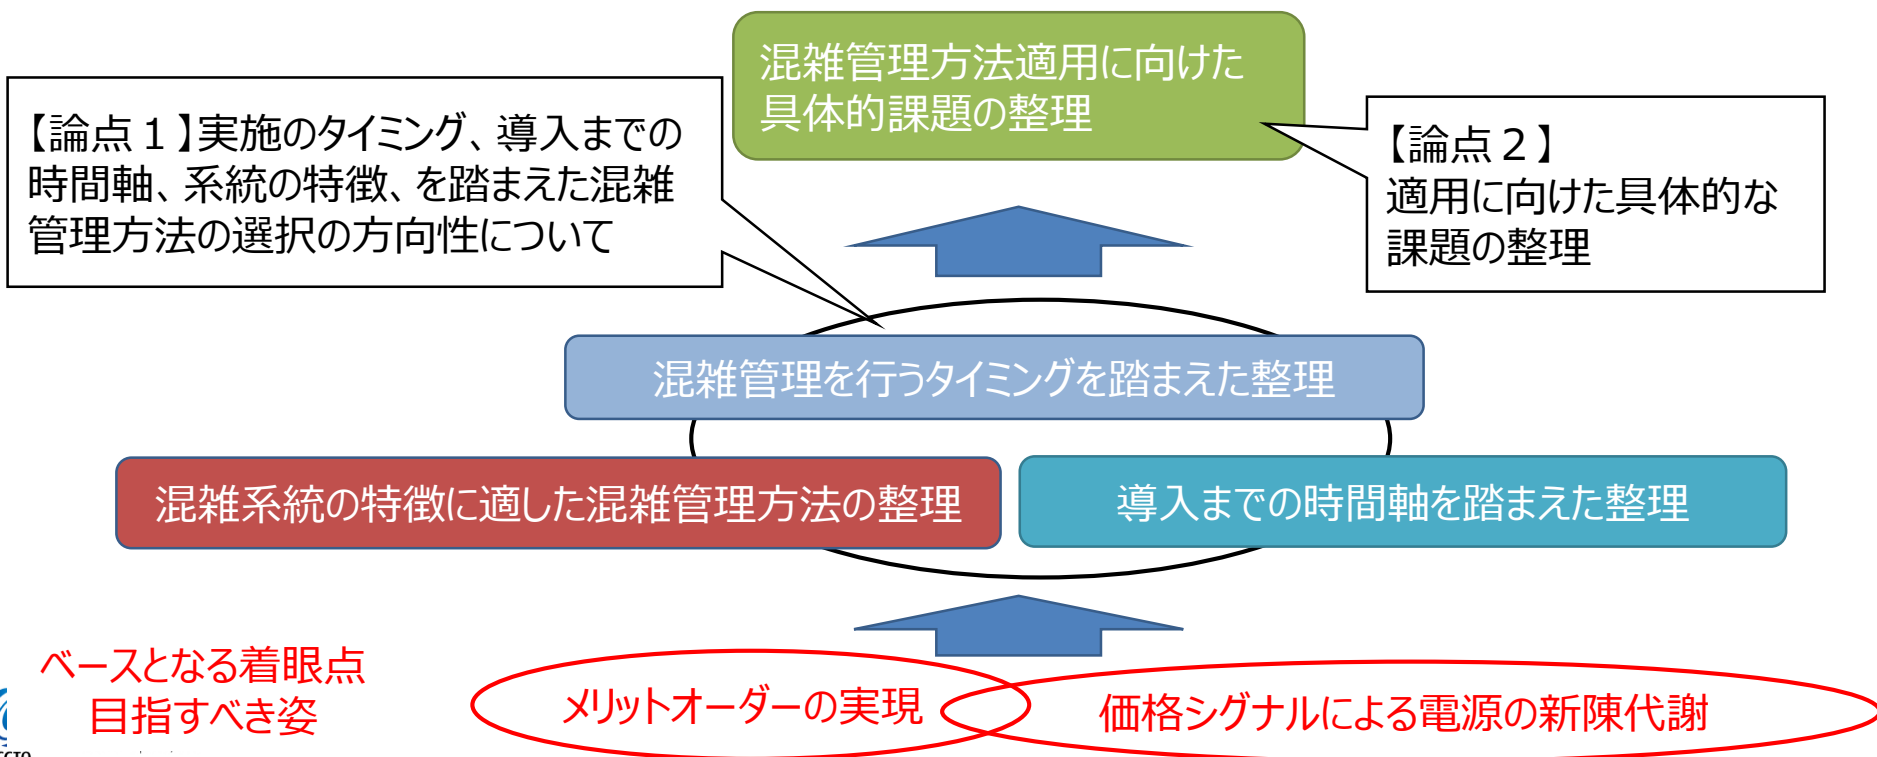 混雑管理方法適用に向けた
具体的課題の整理
【論点１】実施のタイミング、導入までの
時間軸、系統の特徴、を踏まえた混雑
管理方法の選択の方向性について
【論点２】
適用に向けた具体的な
課題の整理
混雑管理を行うタイミングを踏まえた整理
混雑系統の特徴に適した混雑管理方法の整理
導入までの時間軸を踏まえた整理
ベースとなる着眼点
目指すべき姿
メリットオーダーの実現
価格シグナルによる電源の新陳代謝